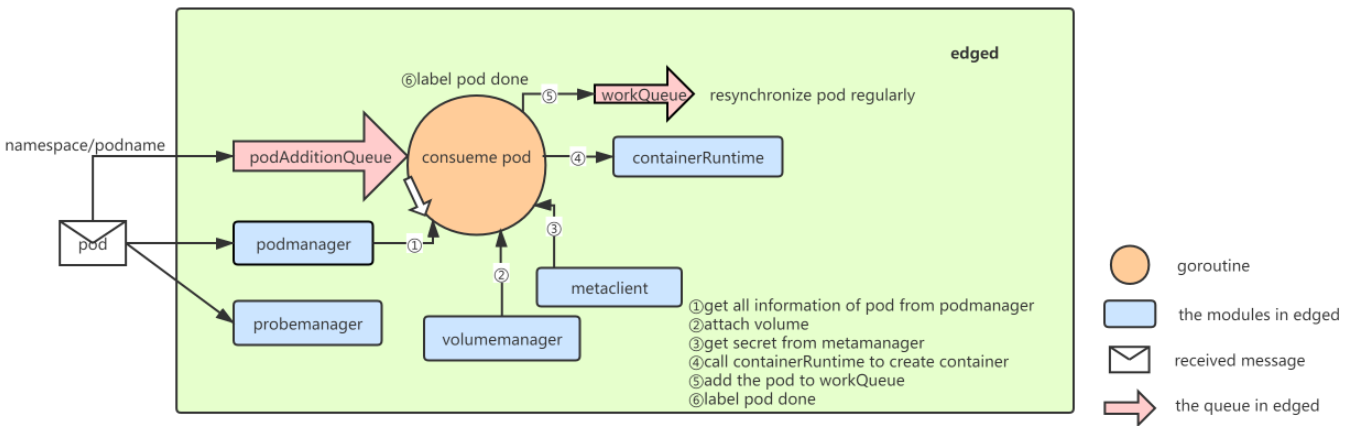 edged
⑥label pod done
⑤
workQueue
resynchronize pod regularly
namespace/podname
podAdditionQueue
consueme pod
④
containerRuntime
pod
podmanager
①
③
probemanager
②
metaclient
volumemanager
①get all information of pod from podmanager
②attach volume
③get secret from metamanager
④call containerRuntime to create container
⑤add the pod to workQueue
⑥label pod done
goroutine
the modules in edged
received message
the queue in edged